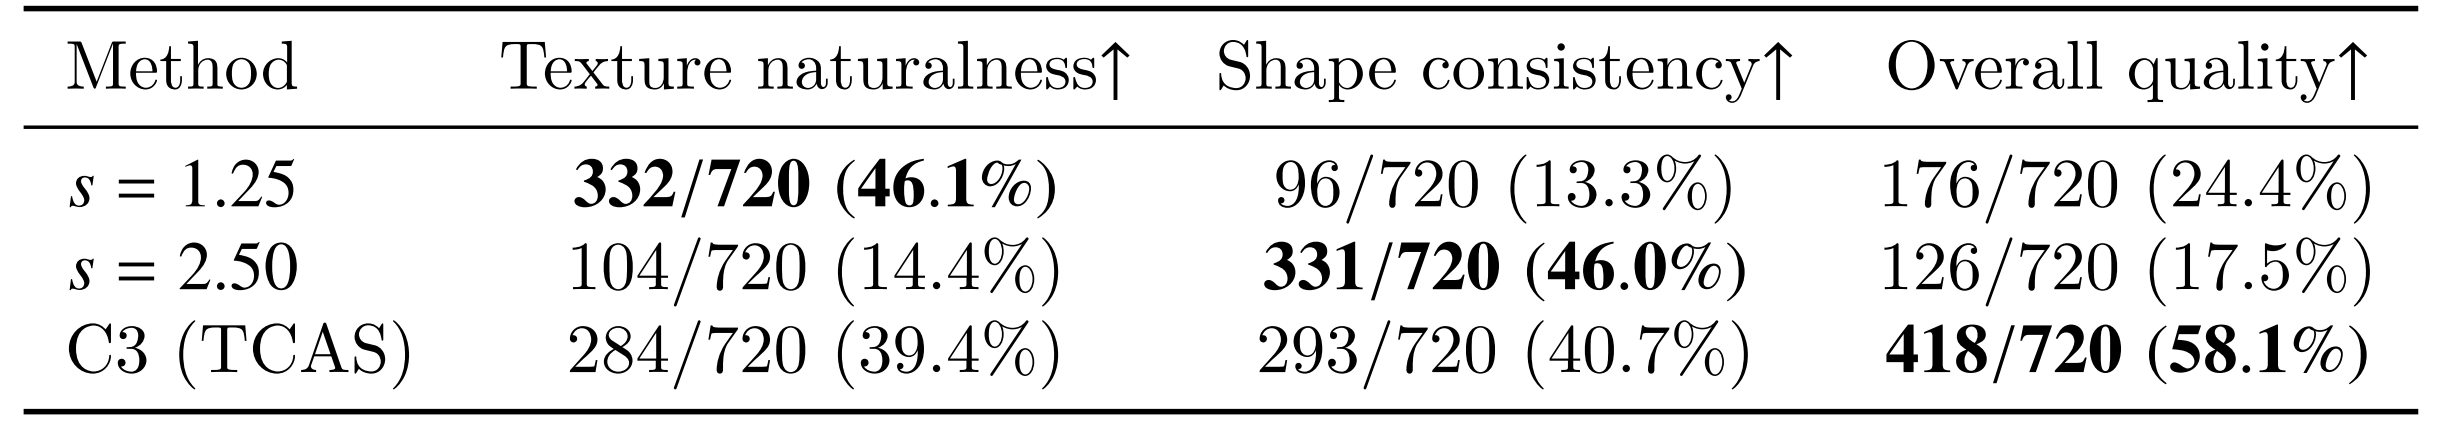 Method Texture naturalness↑ Shape consistency↑ Overall quality↑
s = 1.25 332/720 (46.1%) 96/720 (13.3%) 176/720 (24.4%)
s = 2.50 104/720 (14.4%) 331/720 (46.0%) 126/720 (17.5%)
C3 (TCAS) 284/720 (39.4%) 293/720 (40.7%) 418/720 (58.1%)